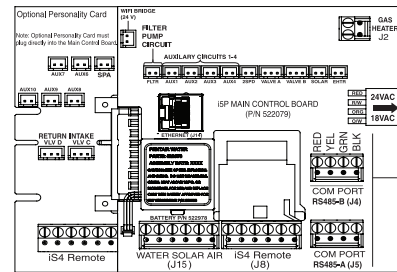 Optional Personality Card
Note: Optional Personality Card must
plug directly into the Main Control Board.
WIFI BRIDGE
(24 V)
FILTER
PUMP
CIRCUIT
GAS
HEATER
J2
AUXILARY CIRCUITS 1-4
AUX7 AUX6 SPA
FLTR AUX1 AUX2 AUX3 AUX4 2SPD VALVE A VALVE B SOLAR EHTR
AUX10 AUX9 AUX8
i5P MAIN CONTROL BOARD
(P/N 522079)
RED
R/W
ORG
O/W
24VAC
18VAC
ETHERNET (J14)
RETURN INTAKE
VLV D VLV C
PENTAIR WATER
RED
YEL
GRN
BLK
COM PORT
RS485-B (J4)
BATTERY P/N 522978
iS4 Remote
WATER SOLAR AIR
(J15)
iS4 Remote
(J8)
COM PORT
RS485-A (J5)